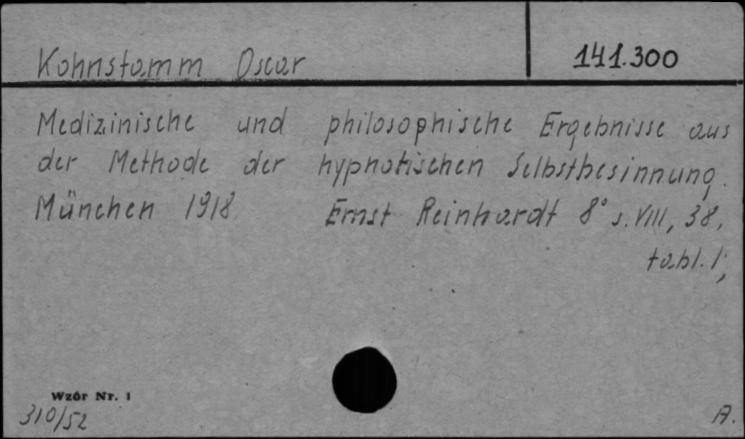 Kohnstamm Oscar 141.300
Medizinische und philosophische Ergebnisse aus
der Methode der hypnotischen Selbstbesinnung.
München 1918 Ernst Reinhardt 8° s. VIII, 38,
tabl. 1,
Wzór Nr. 1
310/52 A.